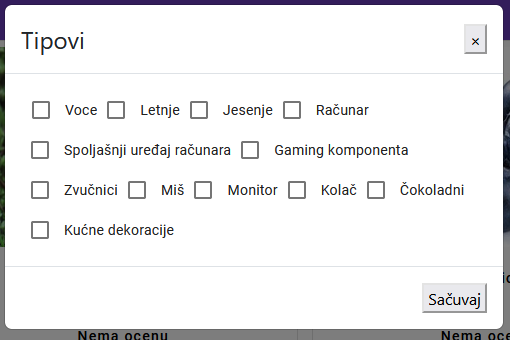 Tipovi
×
Voce Letnje Jesenje Računar
Spoljašnji uređaj računara Gaming komponenta
Zvučnici Miš Monitor Kolač Čokoladni
Kućne dekoracije
Sačuvaj
Nema ocenu Nema ocen